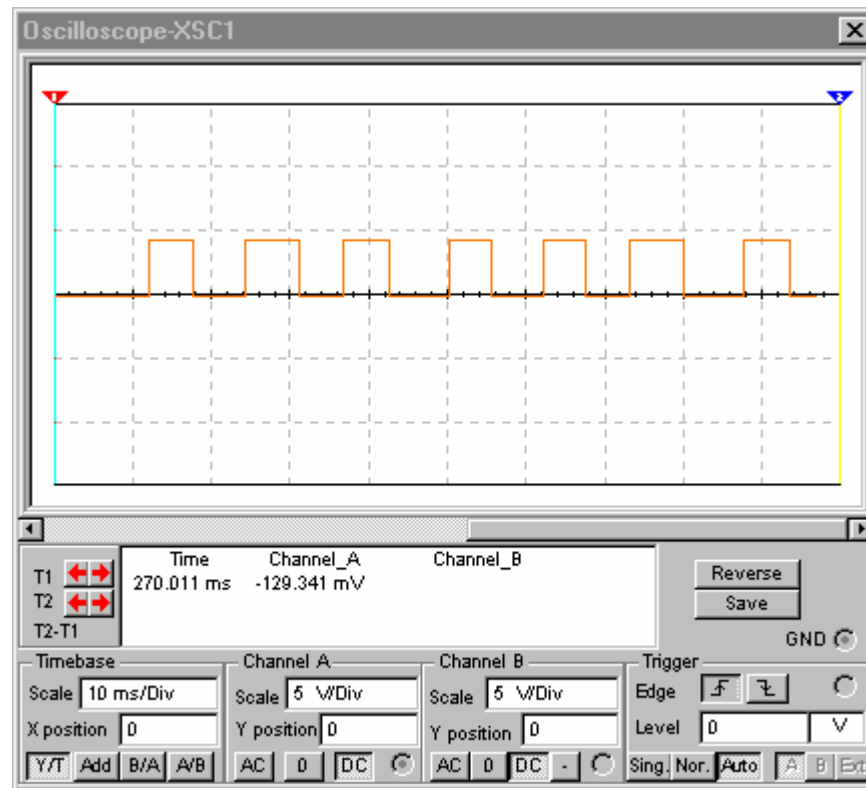 Oscilloscope-XSC1
1 2
Time Channel_A Channel_B
T1 270.011 ms -129.341 mV
T2
T2-T1
Reverse
Save
GND
Timebase Channel A Channel B Trigger
Scale 10 ms/Div Scale 5 V/Div Scale 5 V/Div Edge
X position 0 Y position 0 Y position 0 Level 0 V
Y/T Add B/A A/B AC 0 DC AC 0 DC - Sing. Nor. Auto A B Ext